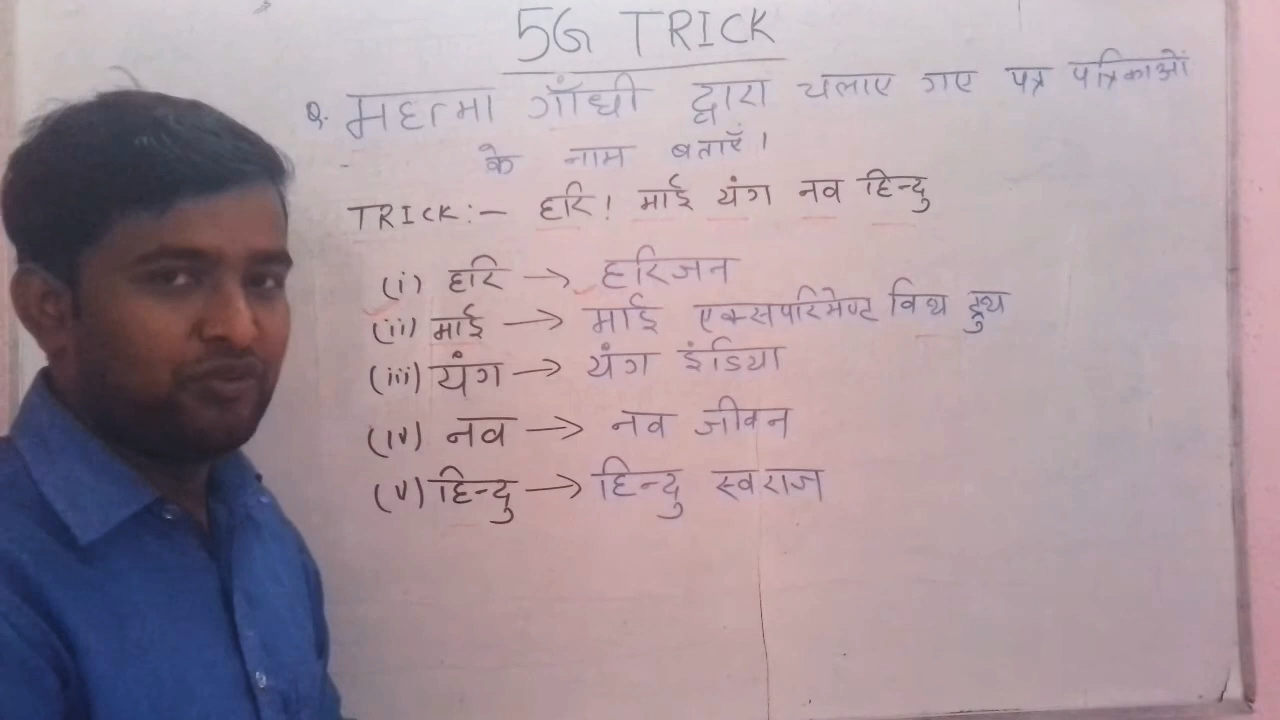 5G TRICK
Q. महात्मा गाँधी द्वारा चलाए गए पत्र पत्रिकाओं
के नाम बताएँ।
TRICK:- हरि! माई यंग नव हिन्दु
(i) हरि → हरिजन
(ii) माई → माई एक्सपरिमेण्ट विथ ट्रुथ
(iii) यंग → यंग इंडिया
(iv) नव → नव जीवन
(v) हिन्दु → हिन्दु स्वराज